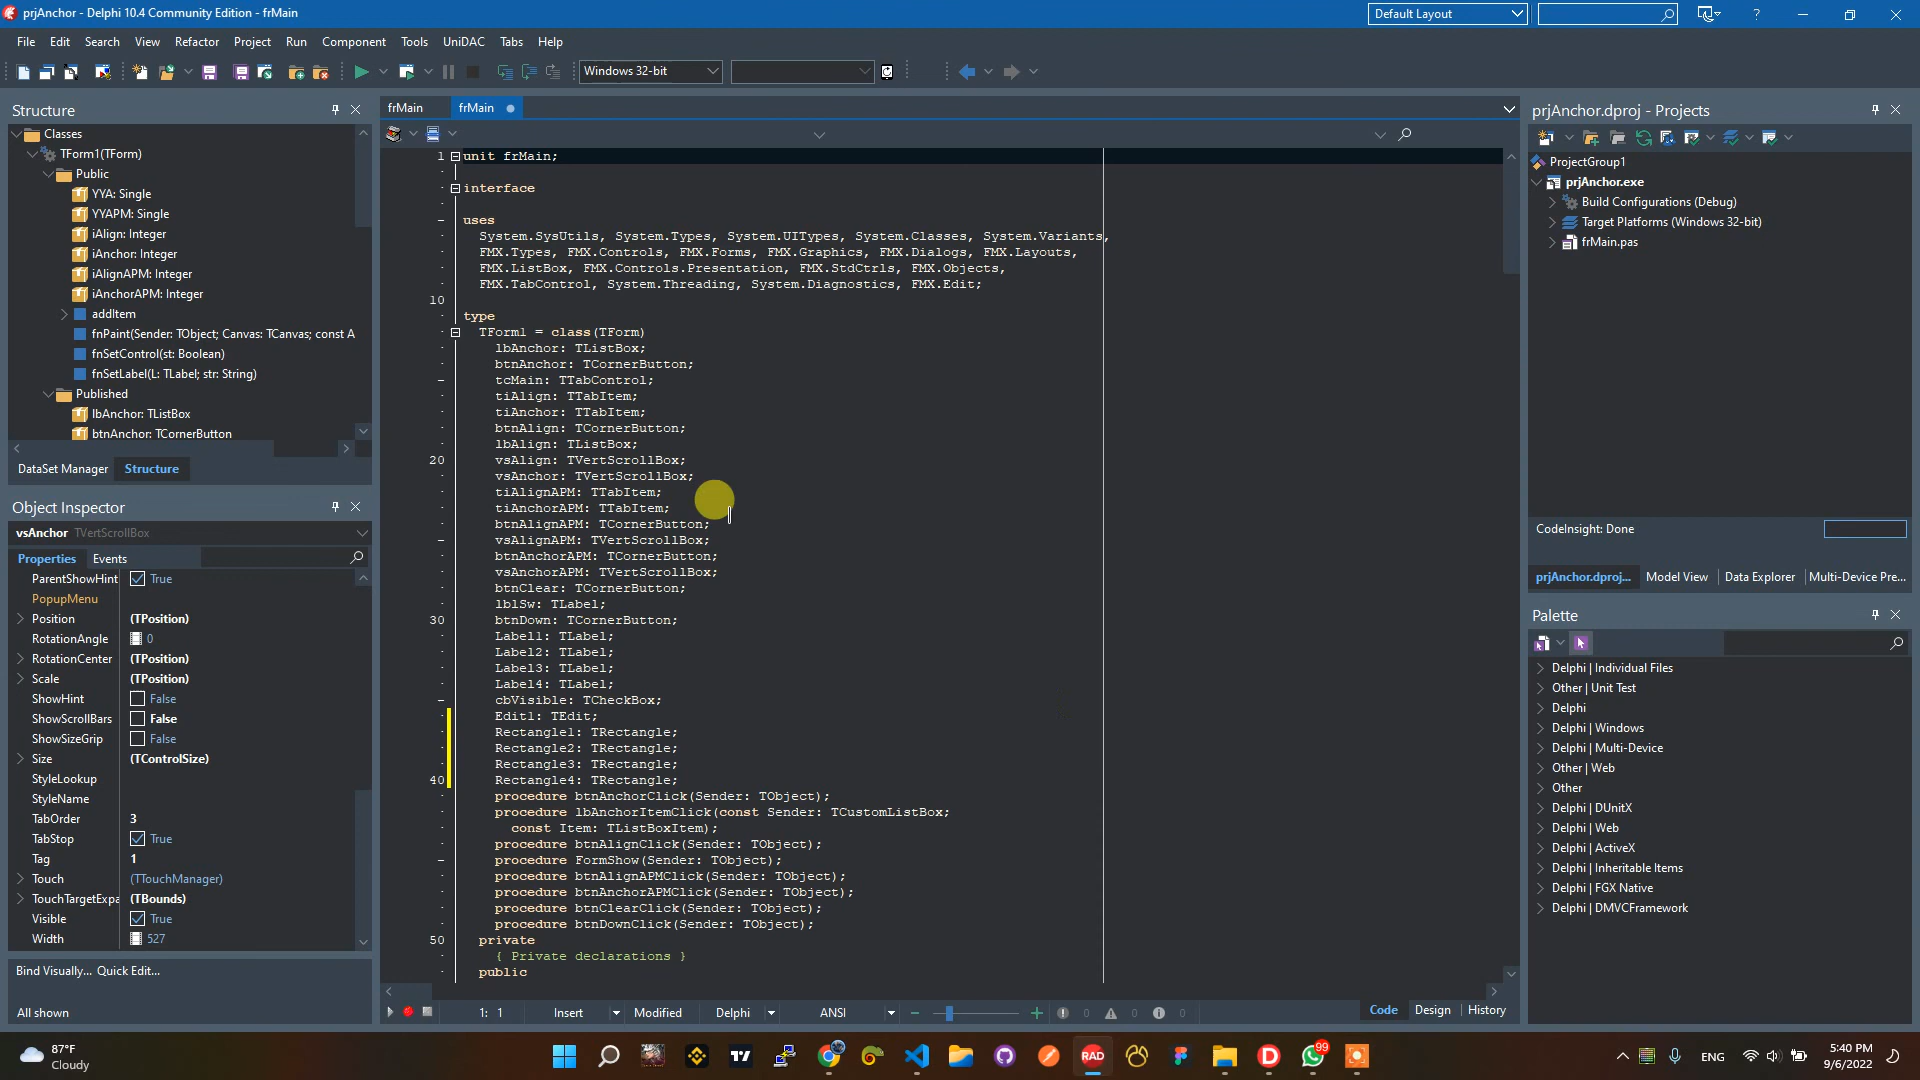 prjAnchor - Delphi 10.4 Community Edition - frMain
Default Layout
?
File Edit Search View Refactor Project Run Component Tools UniDAC Tabs Help
Windows 32-bit
Structure
Classes
TForm1(TForm)
Public
YYA: Single
YYAPM: Single
iAlign: Integer
iAnchor: Integer
iAlignAPM: Integer
iAnchorAPM: Integer
addItem
fnPaint(Sender: TObject; Canvas: TCanvas; const A
fnSetControl(st: Boolean)
fnSetLabel(L: TLabel; str: String)
Published
lbAnchor: TListBox
btnAnchor: TCornerButton
DataSet Manager Structure
Object Inspector
vsAnchor TVertScrollBox
Properties Events
ParentShowHint True
PopupMenu
Position (TPosition)
RotationAngle 0
RotationCenter (TPosition)
Scale (TPosition)
ShowHint False
ShowScrollBars False
ShowSizeGrip False
Size (TControlSize)
StyleLookup
StyleName
TabOrder 3
TabStop True
Tag 1
Touch (TTouchManager)
TouchTargetExpa (TBounds)
Visible True
Width 527
Bind Visually... Quick Edit...
All shown
frMain frMain
1 unit frMain;
interface
uses
System.SysUtils, System.Types, System.UITypes, System.Classes, System.Variants,
FMX.Types, FMX.Controls, FMX.Forms, FMX.Graphics, FMX.Dialogs, FMX.Layouts,
FMX.ListBox, FMX.Controls.Presentation, FMX.StdCtrls, FMX.Objects,
FMX.TabControl, System.Threading, System.Diagnostics, FMX.Edit;
10
type
TForm1 = class(TForm)
lbAnchor: TListBox;
btnAnchor: TCornerButton;
tcMain: TTabControl;
tiAlign: TTabItem;
tiAnchor: TTabItem;
btnAlign: TCornerButton;
lbAlign: TListBox;
20 vsAlign: TVertScrollBox;
vsAnchor: TVertScrollBox;
tiAlignAPM: TTabItem;
tiAnchorAPM: TTabItem;
btnAlignAPM: TCornerButton;
vsAlignAPM: TVertScrollBox;
btnAnchorAPM: TCornerButton;
vsAnchorAPM: TVertScrollBox;
btnClear: TCornerButton;
lblSw: TLabel;
30 btnDown: TCornerButton;
Label1: TLabel;
Label2: TLabel;
Label3: TLabel;
Label4: TLabel;
cbVisible: TCheckBox;
Edit1: TEdit;
Rectangle1: TRectangle;
Rectangle2: TRectangle;
Rectangle3: TRectangle;
40 Rectangle4: TRectangle;
procedure btnAnchorClick(Sender: TObject);
procedure lbAnchorItemClick(const Sender: TCustomListBox;
const Item: TListBoxItem);
procedure btnAlignClick(Sender: TObject);
procedure FormShow(Sender: TObject);
procedure btnAlignAPMClick(Sender: TObject);
procedure btnAnchorAPMClick(Sender: TObject);
procedure btnClearClick(Sender: TObject);
procedure btnDownClick(Sender: TObject);
50 private
{ Private declarations }
public
1: 1 Insert Modified Delphi ANSI 0 0 0 Code Design History
prjAnchor.dproj - Projects
ProjectGroup1
prjAnchor.exe
Build Configurations (Debug)
Target Platforms (Windows 32-bit)
frMain.pas
CodeInsight: Done
prjAnchor.dproj... Model View Data Explorer Multi-Device Pre...
Palette
Delphi | Individual Files
Other | Unit Test
Delphi
Delphi | Windows
Delphi | Multi-Device
Other | Web
Other
Delphi | DUnitX
Delphi | Web
Delphi | ActiveX
Delphi | Inheritable Items
Delphi | FGX Native
Delphi | DMVCFramework
87°F
Cloudy
RAD
99
ENG
5:40 PM
9/6/2022